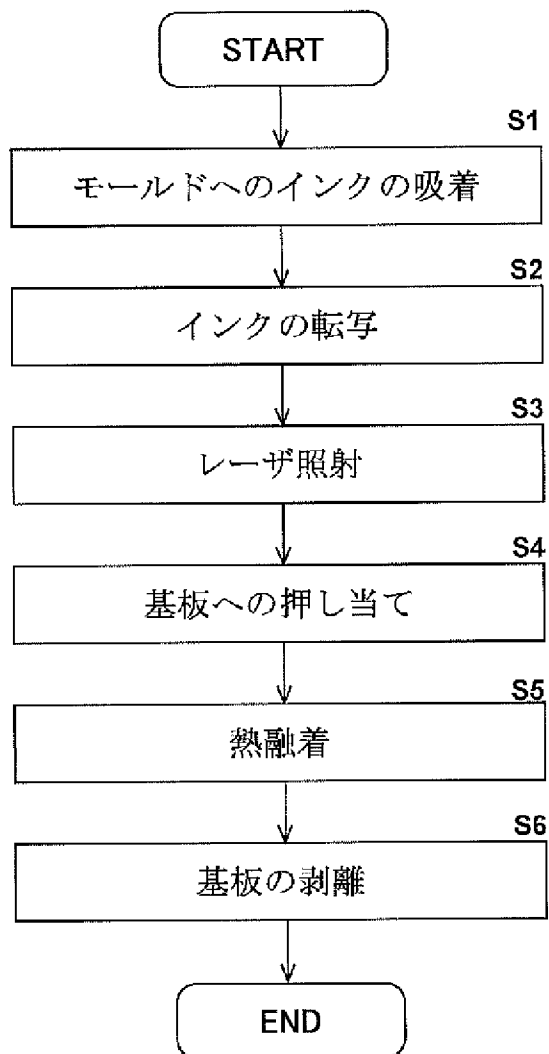 START
S1
モールドへのインクの吸着
S2
インクの転写
S3
レーザ照射
S4
基板への押し当て
S5
熱融着
S6
基板の剥離
END